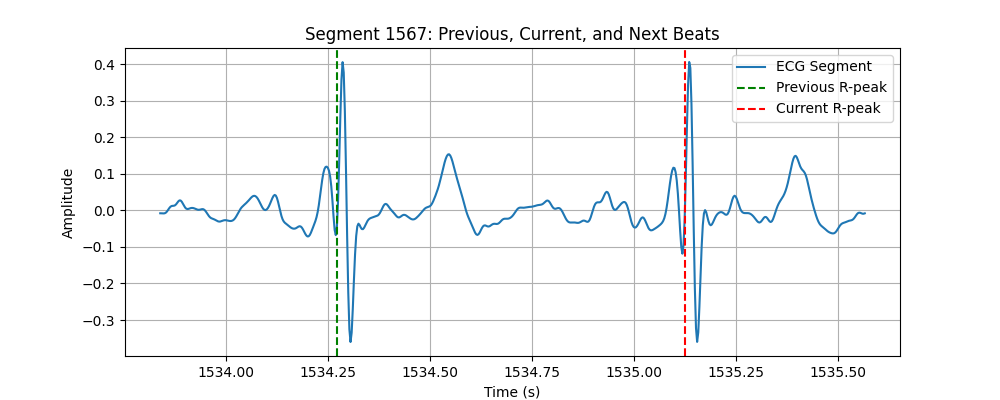 Segment 1567: Previous, Current, and Next Beats
ECG Segment
Previous R-peak
Current R-peak
Amplitude
0.4
0.3
0.2
0.1
0.0
−0.1
−0.2
−0.3
1534.00 1534.25 1534.50 1534.75 1535.00 1535.25 1535.50
Time (s)